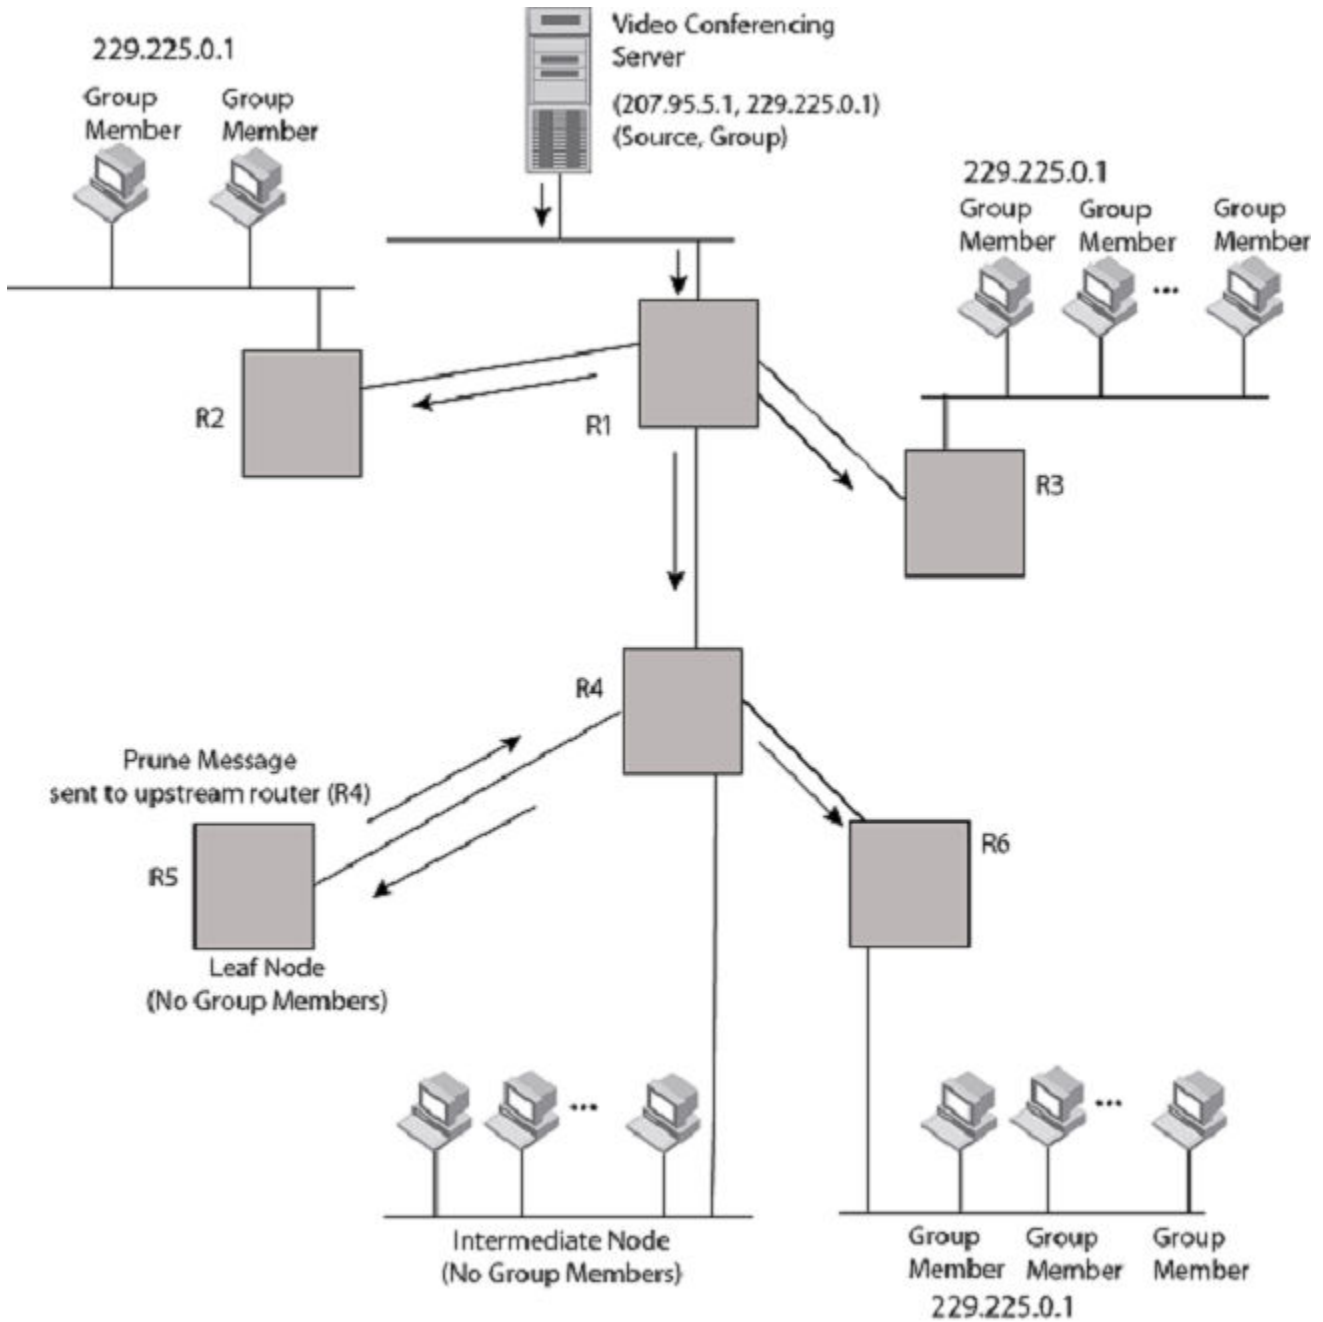 229.225.0.1
Group
Member
Group
Member
Video Conferencing
Server
(207.95.5.1, 229.225.0.1)
(Source, Group)
229.225.0.1
Group
Member
Group
Member
Group
Member
...
R2
R1
R3
R4
Prune Message
sent to upstream router (R4)
R5
R6
Leaf Node
(No Group Members)
...
Intermediate Node
(No Group Members)
...
Group
Member
Group
Member
Group
Member
229.225.0.1